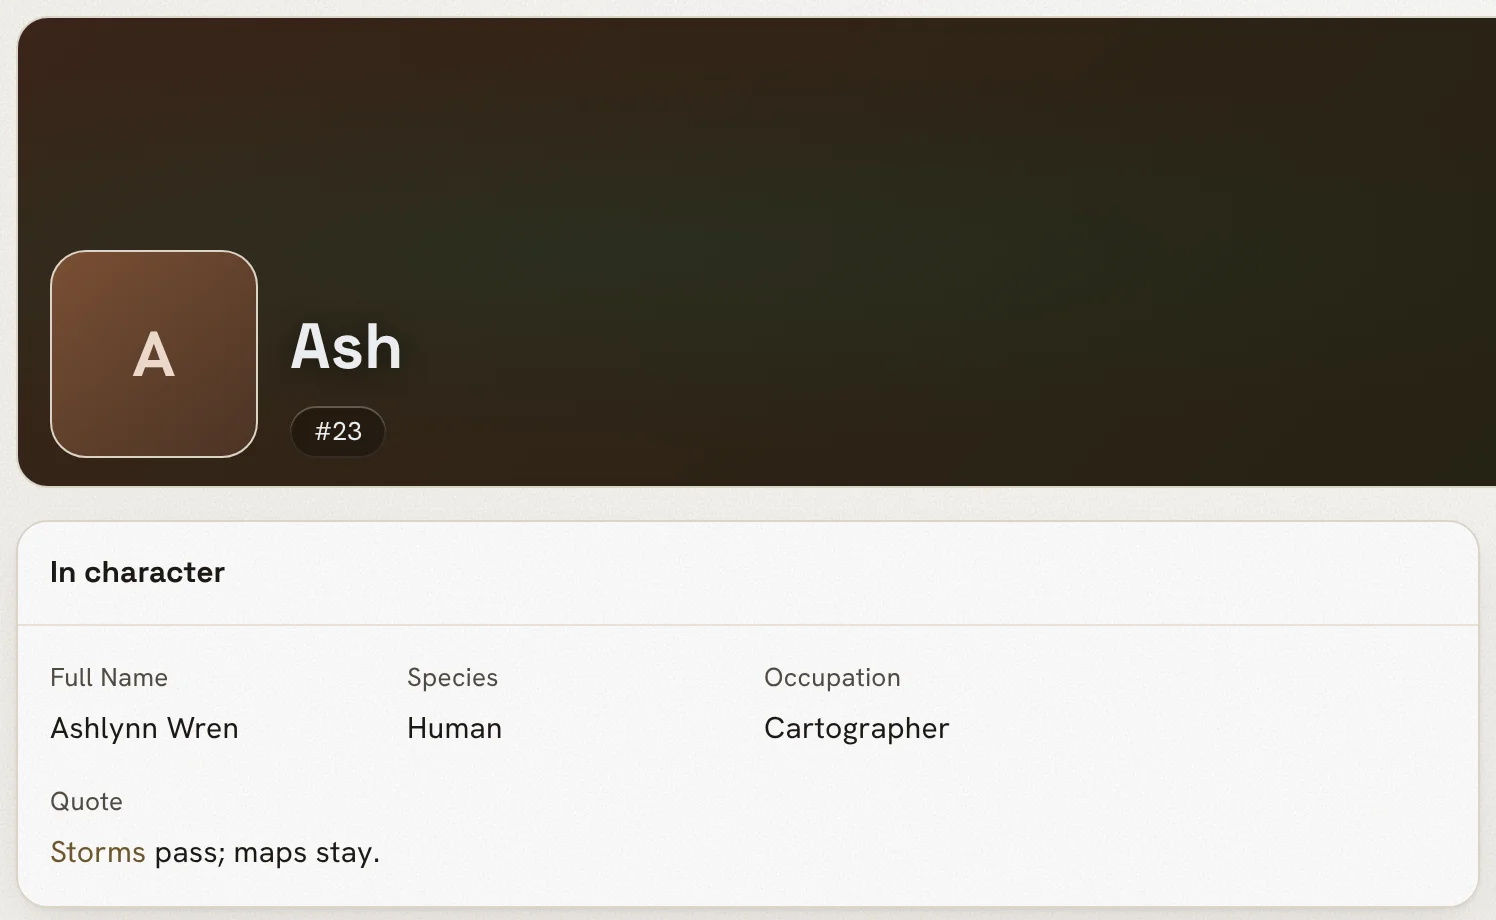 A
Ash
#23
In character
Full Name
Ashlynn Wren
Species
Human
Occupation
Cartographer
Quote
Storms pass; maps stay.